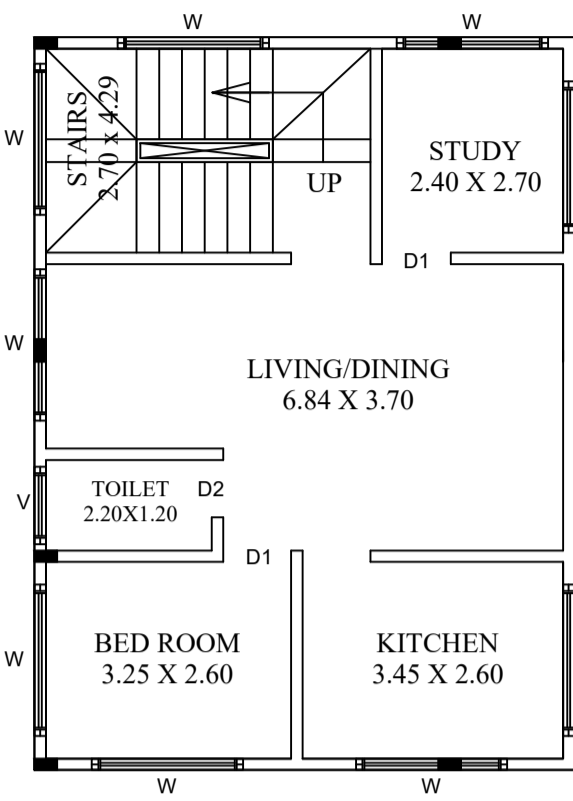 W
W
W
STAIRS
2.70 x 4.29
STUDY
2.40 X 2.70
UP
D1
W
LIVING/DINING
6.84 X 3.70
V
TOILET
2.20X1.20
D2
D1
W
BED ROOM
3.25 X 2.60
KITCHEN
3.45 X 2.60
W
W